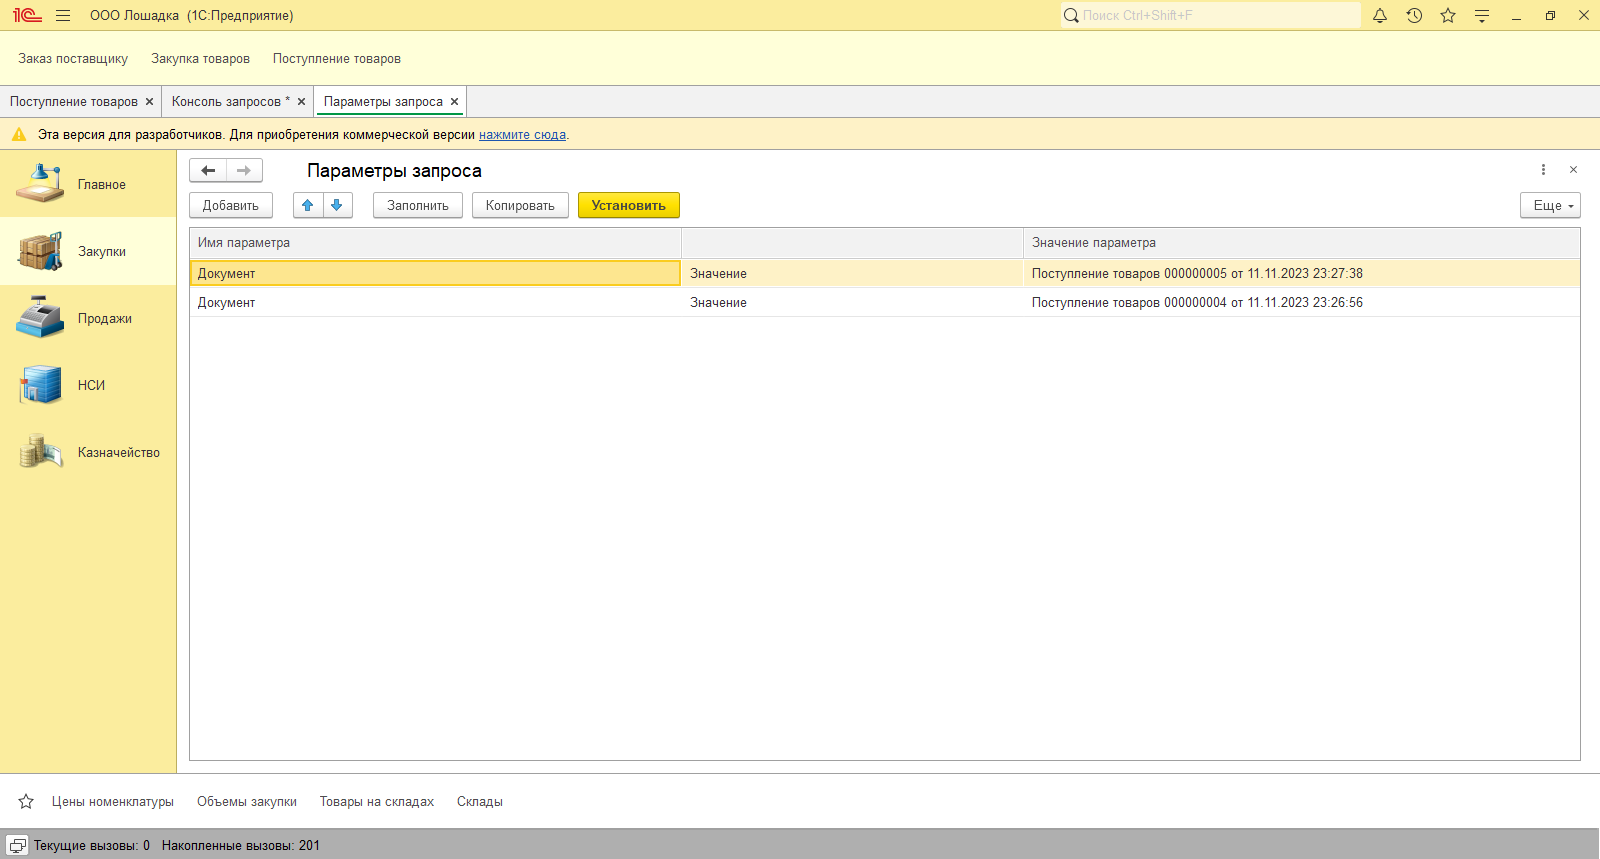 1С ООО Лошадка (1С:Предприятие) Поиск Ctrl+Shift+F
Заказ поставщику Закупка товаров Поступление товаров
Поступление товаров × Консоль запросов * × Параметры запроса ×
Эта версия для разработчиков. Для приобретения коммерческой версии нажмите сюда.
Главное
Закупки
Продажи
НСИ
Казначейство
Параметры запроса
Добавить Заполнить Копировать Установить Еще
Имя параметра Значение параметра
Документ Значение Поступление товаров 000000005 от 11.11.2023 23:27:38
Документ Значение Поступление товаров 000000004 от 11.11.2023 23:26:56
Цены номенклатуры Объемы закупки Товары на складах Склады
Текущие вызовы: 0 Накопленные вызовы: 201